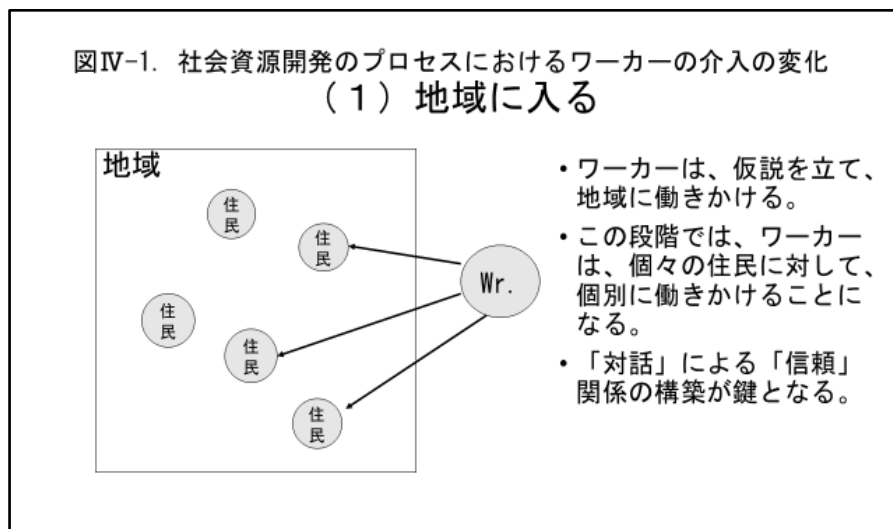 図Ⅳ-1. 社会資源開発のプロセスにおけるワーカーの介入の変化
(1)地域に入る
地域
住
民
住
民
住
民
住
民
住
民
Wr.
・ワーカーは、仮説を立て、
地域に働きかける。
・この段階では、ワーカー
は、個々の住民に対して、
個別に働きかけることに
なる。
・「対話」による「信頼」
関係の構築が鍵となる。